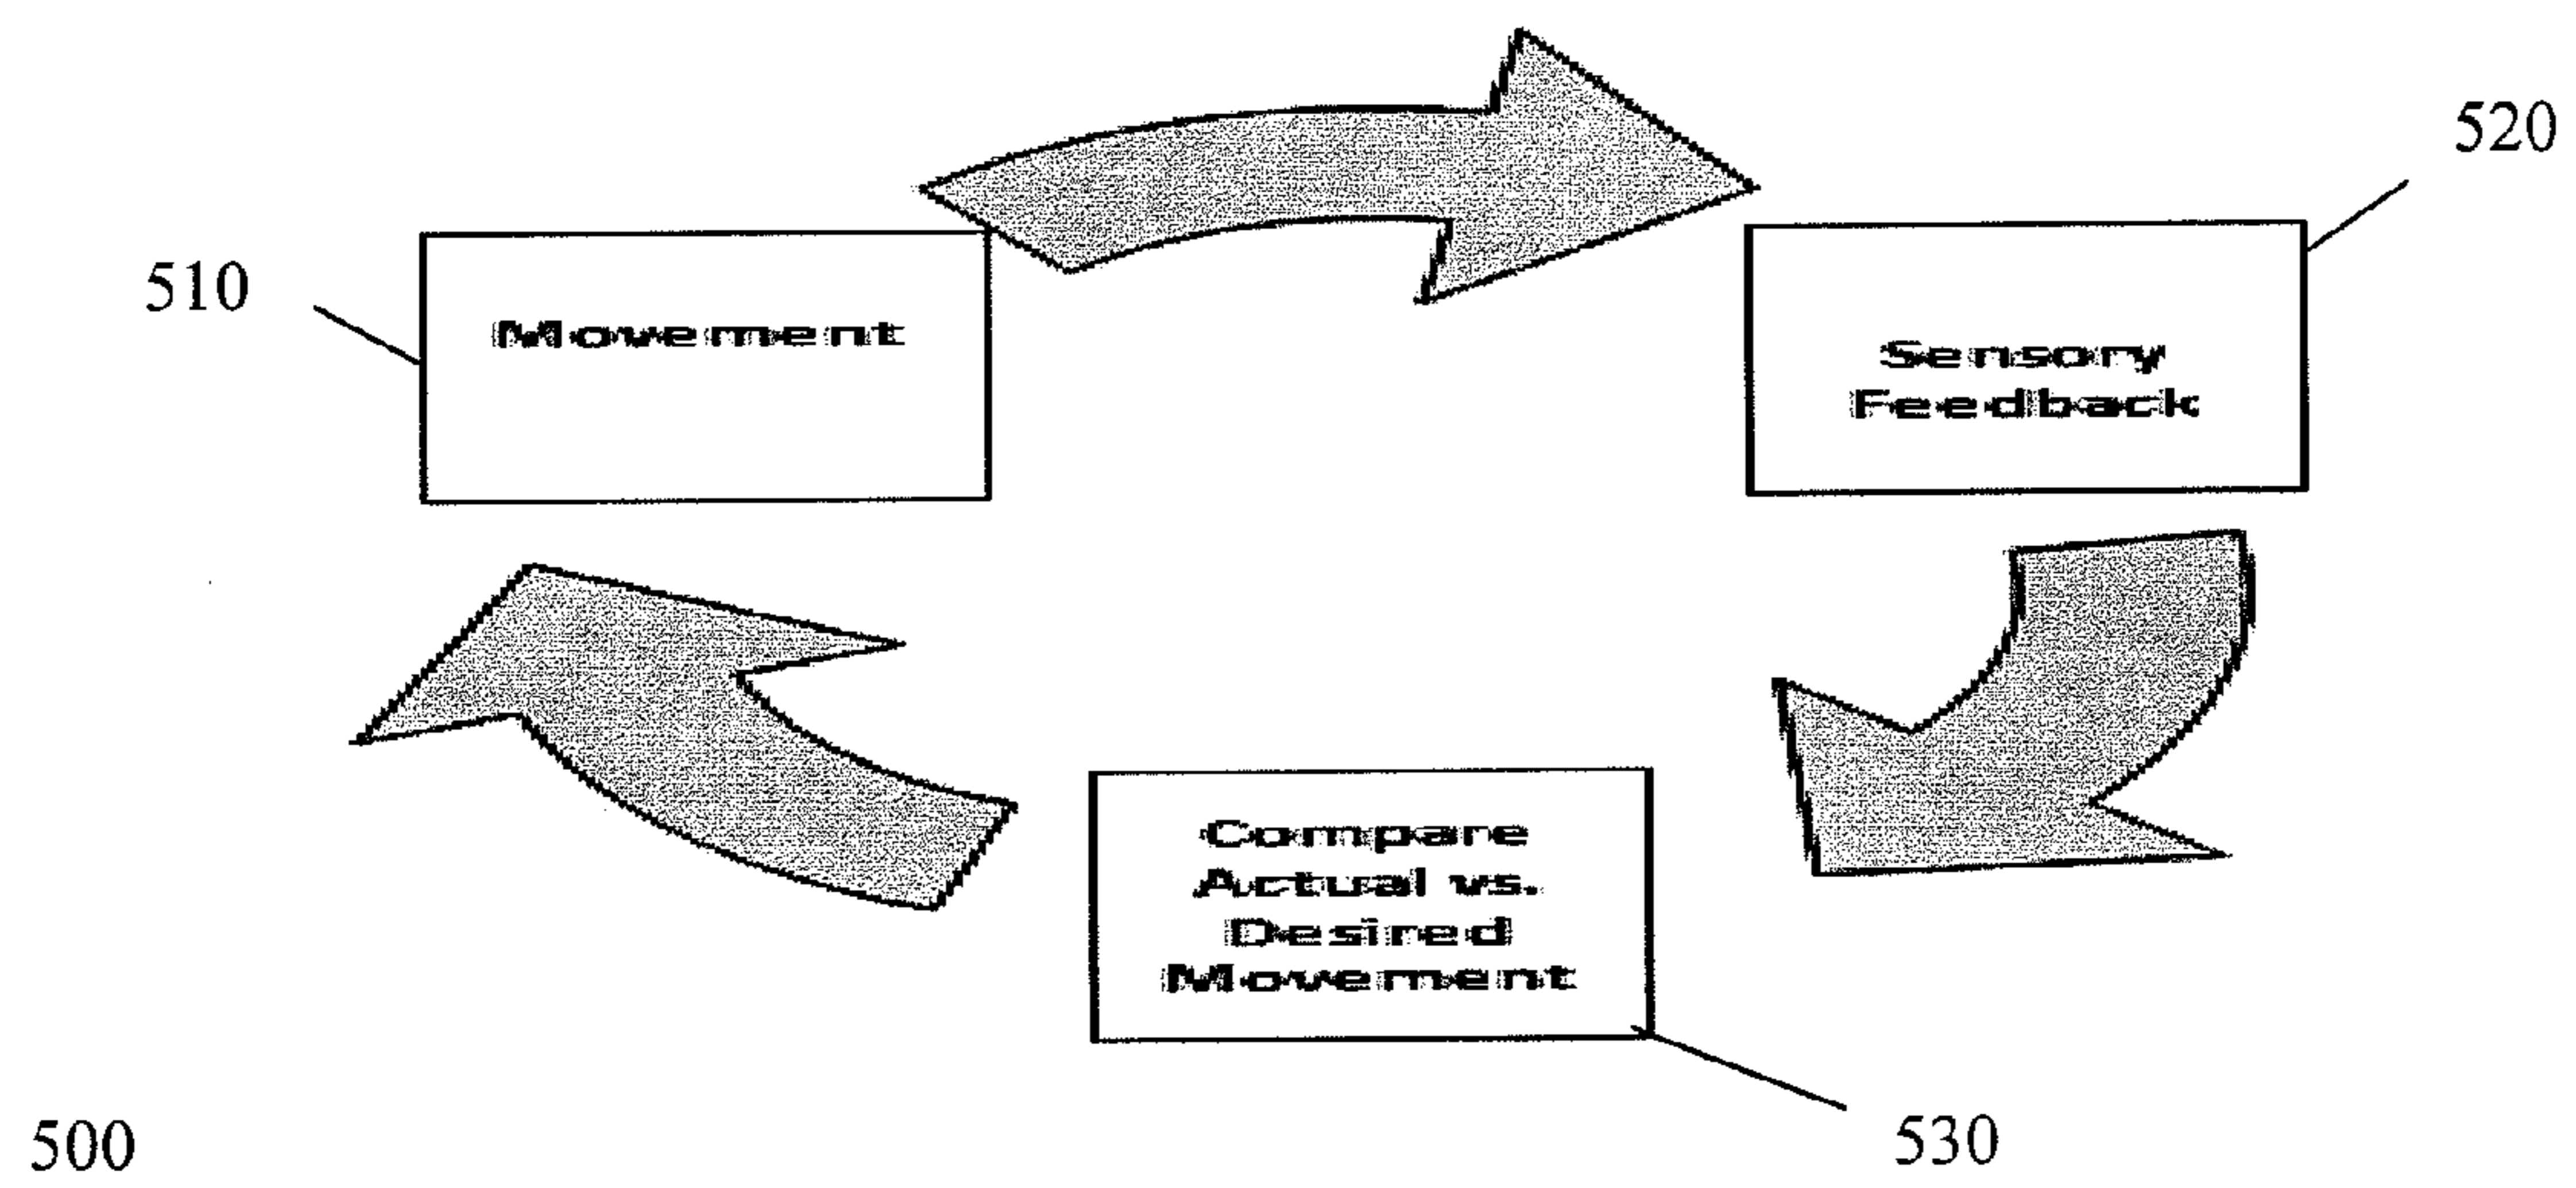 520
510
Movement
Sensory
Feedback
Compare
Actual vs.
Desired
Movement
530
500